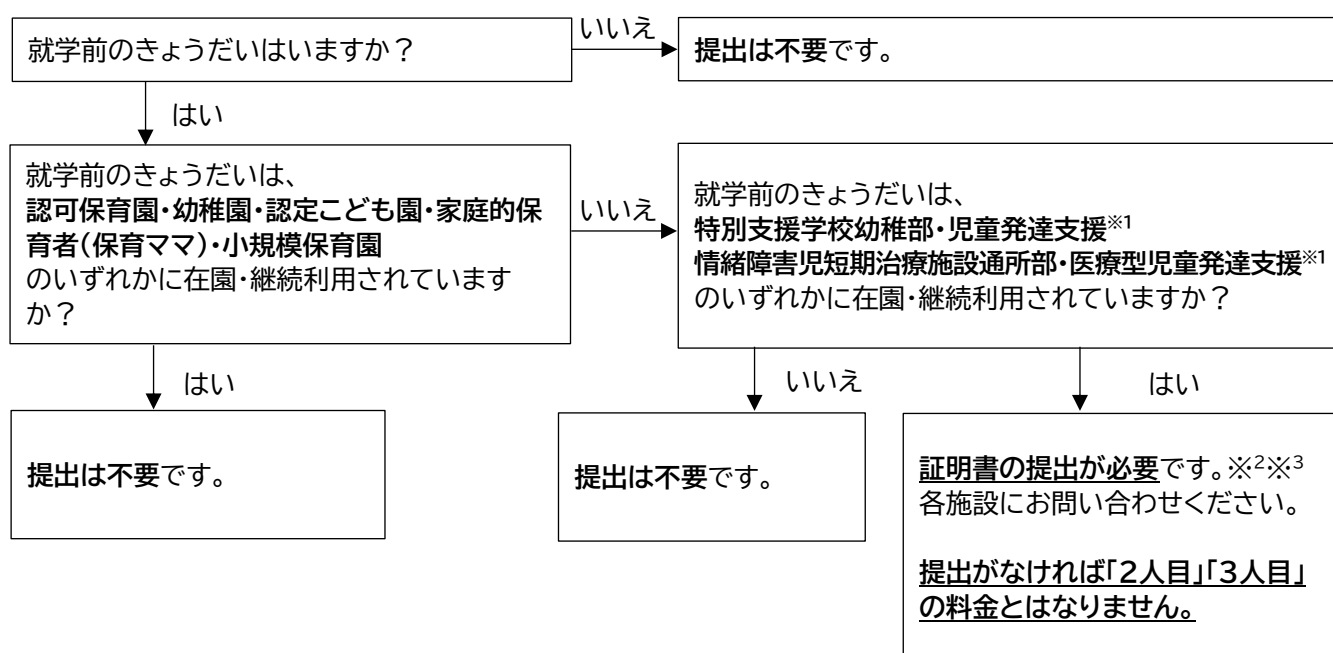 就学前のきょうだいはいますか？
いいえ
提出は不要です。
はい
就学前のきょうだいは、
認可保育園・幼稚園・認定こども園・家庭的保
育者(保育ママ)・小規模保育園
のいずれかに在園・継続利用されています
か？
いいえ
就学前のきょうだいは、
特別支援学校幼稚部・児童発達支援※1
情緒障害児短期治療施設通所部・医療型児童発達支援※1
のいずれかに在園・継続利用されていますか？
はい
提出は不要です。
いいえ
提出は不要です。
はい
証明書の提出が必要です。※2※3
各施設にお問い合わせください。
提出がなければ「２人目」「３人目」
の料金とはなりません。